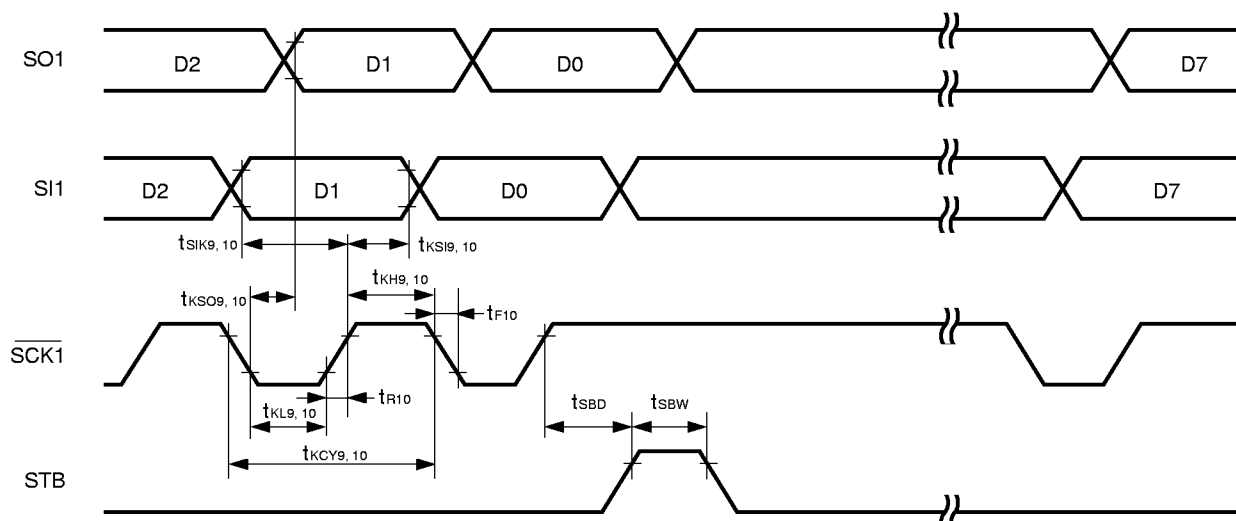 SO1 D2 D1 D0 D7
SI1 D2 D1 D0 D7
tSIK9, 10 tKSI9, 10
tKSO9, 10 tKH9, 10 tF10
SCK1
tKL9, 10 tR10 tSBD tSBW
tKCY9, 10
STB